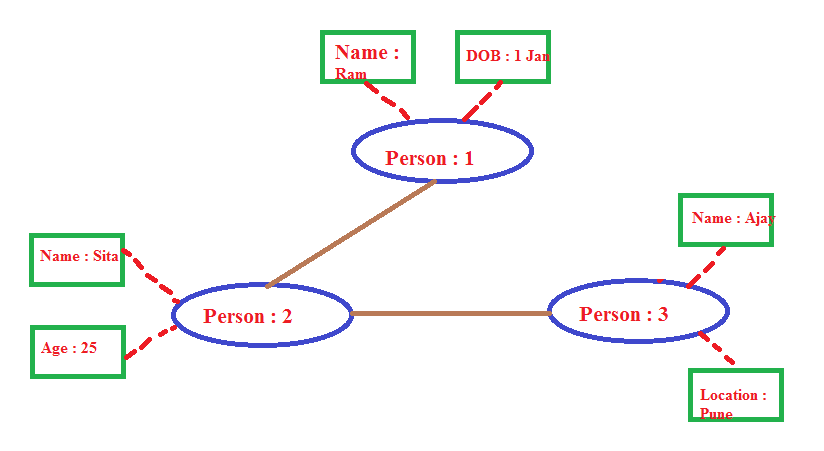 Name :
Ram
DOB : 1 Jan
Person : 1
Name : Ajay
Name : Sita
Person : 2
Person : 3
Age : 25
Location :
Pune